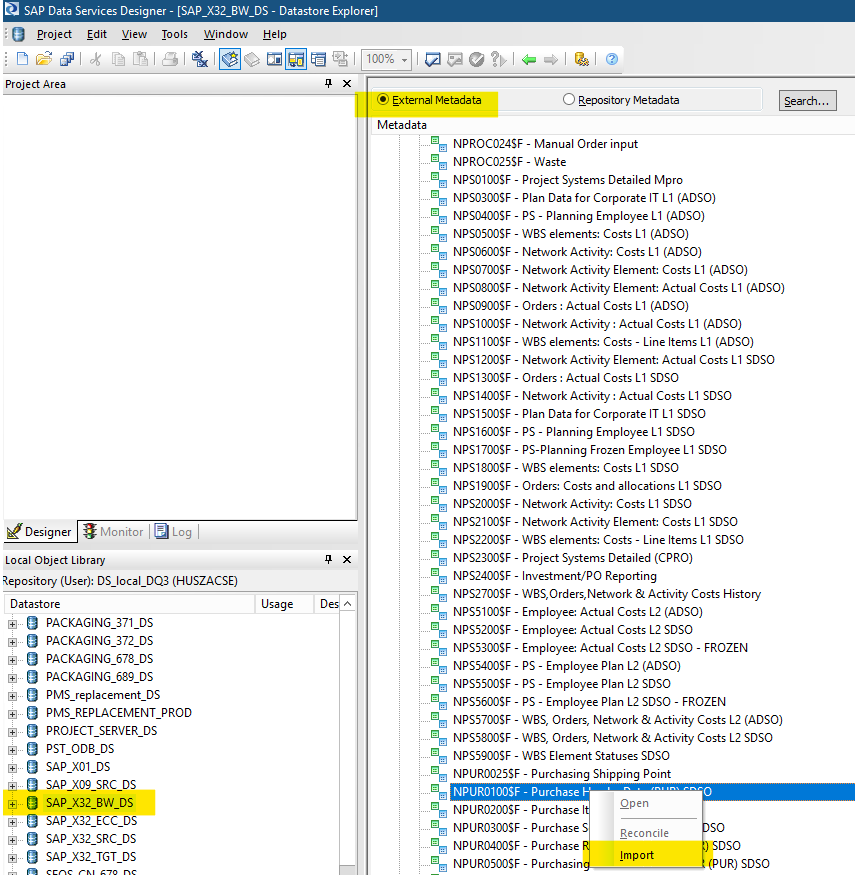 SAP Data Services Designer - [SAP_X32_BW_DS - Datastore Explorer]
Project Edit View Tools Window Help
100%
Project Area
External Metadata
Repository Metadata
Search...
Metadata
NPROC024$F - Manual Order input
NPROC025$F - Waste
NPS0100$F - Project Systems Detailed Mpro
NPS0300$F - Plan Data for Corporate IT L1 (ADSO)
NPS0400$F - PS - Planning Employee L1 (ADSO)
NPS0500$F - WBS elements: Costs L1 (ADSO)
NPS0600$F - Network Activity: Costs L1 (ADSO)
NPS0700$F - Network Activity Element: Costs L1 (ADSO)
NPS0800$F - Network Activity Element: Actual Costs L1 (ADSO)
NPS0900$F - Orders : Actual Costs L1 (ADSO)
NPS1000$F - Network Activity : Actual Costs L1 (ADSO)
NPS1100$F - WBS elements: Costs - Line Items L1 (ADSO)
NPS1200$F - Network Activity Element: Actual Costs L1 SDSO
NPS1300$F - Orders : Actual Costs L1 SDSO
NPS1400$F - Network Activity : Actual Costs L1 SDSO
NPS1500$F - Plan Data for Corporate IT L1 SDSO
NPS1600$F - PS - Planning Employee L1 SDSO
NPS1700$F - PS-Planning Frozen Employee L1 SDSO
NPS1800$F - WBS elements: Costs L1 SDSO
NPS1900$F - Orders: Costs and allocations L1 SDSO
NPS2000$F - Network Activity: Costs L1 SDSO
NPS2100$F - Network Activity Element: Costs L1 SDSO
NPS2200$F - WBS elements: Costs - Line Items L1 SDSO
NPS2300$F - Project Systems Detailed (CPRO)
NPS2400$F - Investment/PO Reporting
NPS2700$F - WBS,Orders,Network & Activity Costs History
NPS5100$F - Employee: Actual Costs L2 (ADSO)
NPS5200$F - Employee: Actual Costs L2 SDSO
NPS5300$F - Employee: Actual Costs L2 SDSO - FROZEN
NPS5400$F - PS - Employee Plan L2 (ADSO)
NPS5500$F - PS - Employee Plan L2 SDSO
NPS5600$F - PS - Employee Plan L2 SDSO - FROZEN
NPS5700$F - WBS, Orders, Network & Activity Costs L2 (ADSO)
NPS5800$F - WBS, Orders, Network & Activity Costs L2 SDSO
NPS5900$F - WBS Element Statuses SDSO
NPUR0025$F - Purchasing Shipping Point
NPUR0100$F - Purchase H SDSO
NPUR0200$F - Purchase It
NPUR0300$F - Purchase S DSO
NPUR0400$F - Purchase R ) SDSO
NPUR0500$F - Purchasing (PUR) SDSO
Open
Reconcile
Import
Designer Monitor Log
Local Object Library
Repository (User): DS_local_DQ3 (HUSZACSE)
Datastore Usage Des
PACKAGING_371_DS
PACKAGING_372_DS
PACKAGING_678_DS
PACKAGING_689_DS
PMS_replacement_DS
PMS_REPLACEMENT_PROD
PROJECT_SERVER_DS
PST_ODB_DS
SAP_X01_DS
SAP_X09_SRC_DS
SAP_X32_BW_DS
SAP_X32_ECC_DS
SAP_X32_SRC_DS
SAP_X32_TGT_DS